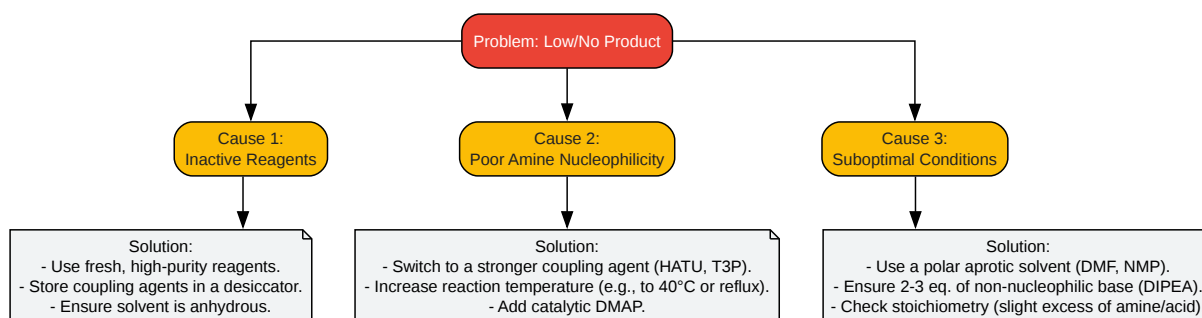 Problem: Low/No Product
Cause 1:
Inactive Reagents
Cause 2:
Poor Amine Nucleophilicity
Cause 3:
Suboptimal Conditions
Solution:
- Use fresh, high-purity reagents.
- Store coupling agents in a desiccator.
- Ensure solvent is anhydrous.
Solution:
- Switch to a stronger coupling agent (HATU, T3P).
- Increase reaction temperature (e.g., to 40°C or reflux).
- Add catalytic DMAP.
Solution:
- Use a polar aprotic solvent (DMF, NMP).
- Ensure 2-3 eq. of non-nucleophilic base (DIPEA).
- Check stoichiometry (slight excess of amine/acid)